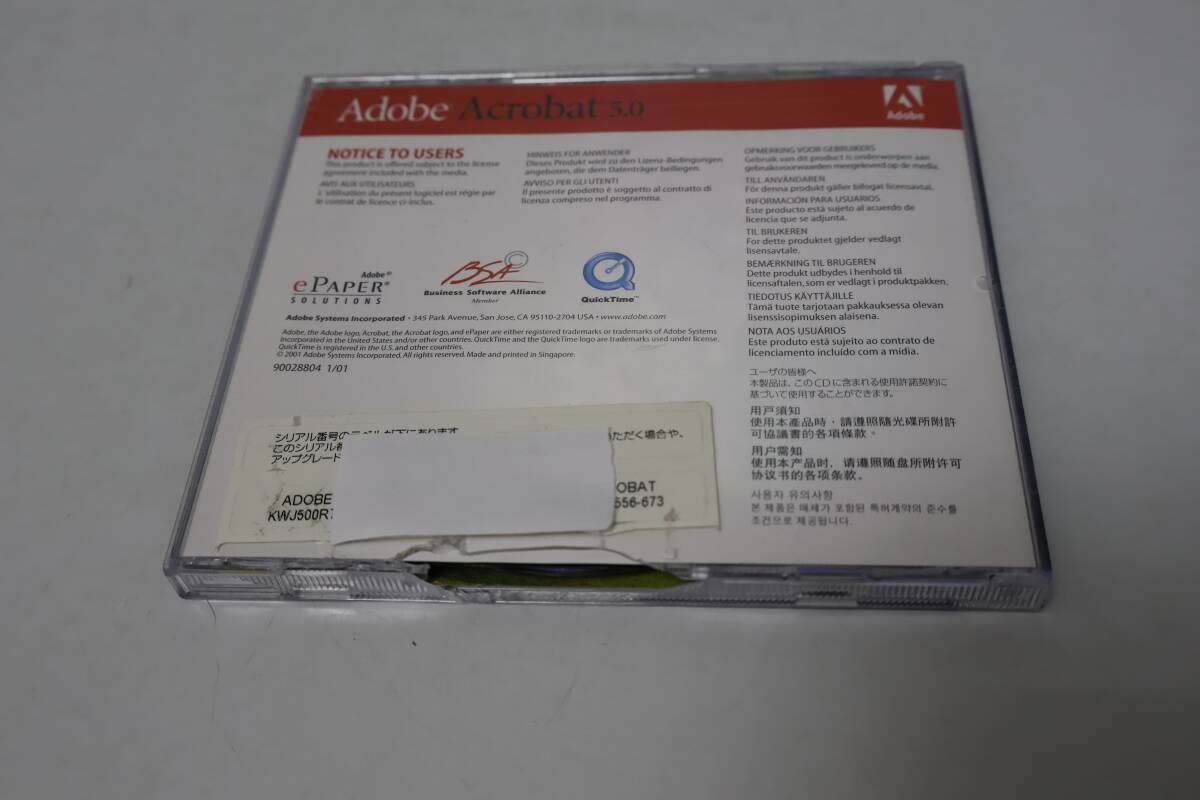 Adobe Acrobat 5.0
Adobe
NOTICE TO USERS
This product is offered subject to the license
agreement included with the media.
AVIS AUX UTILISATEURS
L'utilisation du présent logiciel est régie par
le contrat de licence ci-inclus.
HINWEIS FÜR ANWENDER
Dieses Produkt wird zu den Lizenz-Bedingungen
angeboten, die dem Datenträger beiliegen.
AVVISO PER GLI UTENTI
Il presente prodotto è soggetto al contratto di
licenza compreso nel programma.
OPMERKING VOOR GEBRUIKERS
Gebruik van dit product is onderworpen aan
gebruiksvoorwaarden meegeleverd op de media.
TILL ANVÄNDAREN
För denna produkt gäller bifogat licensavtal.
INFORMACIÓN PARA USUARIOS
Este producto está sujeto al acuerdo de
licencia que se adjunta.
TIL BRUKEREN
For dette produktet gjelder vedlagt
lisensavtale.
BEMÆRKNING TIL BRUGEREN
Dette produkt udbydes i henhold til
licensaftalen, som er vedlagt i produktpakken.
TIEDOTUS KÄYTTÄJILLE
Tämä tuote tarjotaan pakkauksessa olevan
lisenssisopimuksen alaisena.
NOTA AOS USUÁRIOS
Este produto está sujeito ao contrato de
licenciamento incluído com a mídia.
ユーザの皆様へ
本製品は、このCDに含まれる使用許諾契約に
基づいて使用することができます。
用戶須知
使用本產品時，請遵照隨光碟所附許
可協議書的各項條款。
用户需知
使用本产品时，请遵照随盘所附许可
协议书的各项条款。
사용자 유의사항
본 제품은 매체가 포함된 특허계약의 준수를
조건으로 제공됩니다.
Adobe®
ePAPER®
SOLUTIONS
BSA ©
Business Software Alliance
Member
QuickTime™
Adobe Systems Incorporated • 345 Park Avenue, San Jose, CA 95110-2704 USA • www.adobe.com
Adobe, the Adobe logo, Acrobat, the Acrobat logo, and ePaper are either registered trademarks or trademarks of Adobe Systems
Incorporated in the United States and/or other countries. QuickTime and the QuickTime logo are trademarks used under license.
QuickTime is registered in the U.S. and other countries.
© 2001 Adobe Systems Incorporated. All rights reserved. Made and printed in Singapore.
90028804 1/01
シリアル番号のラベルが下にあります
このシリアル番 いただく場合や、
アップグレード
ADOBE OBAT
KWJ500R7 556-673